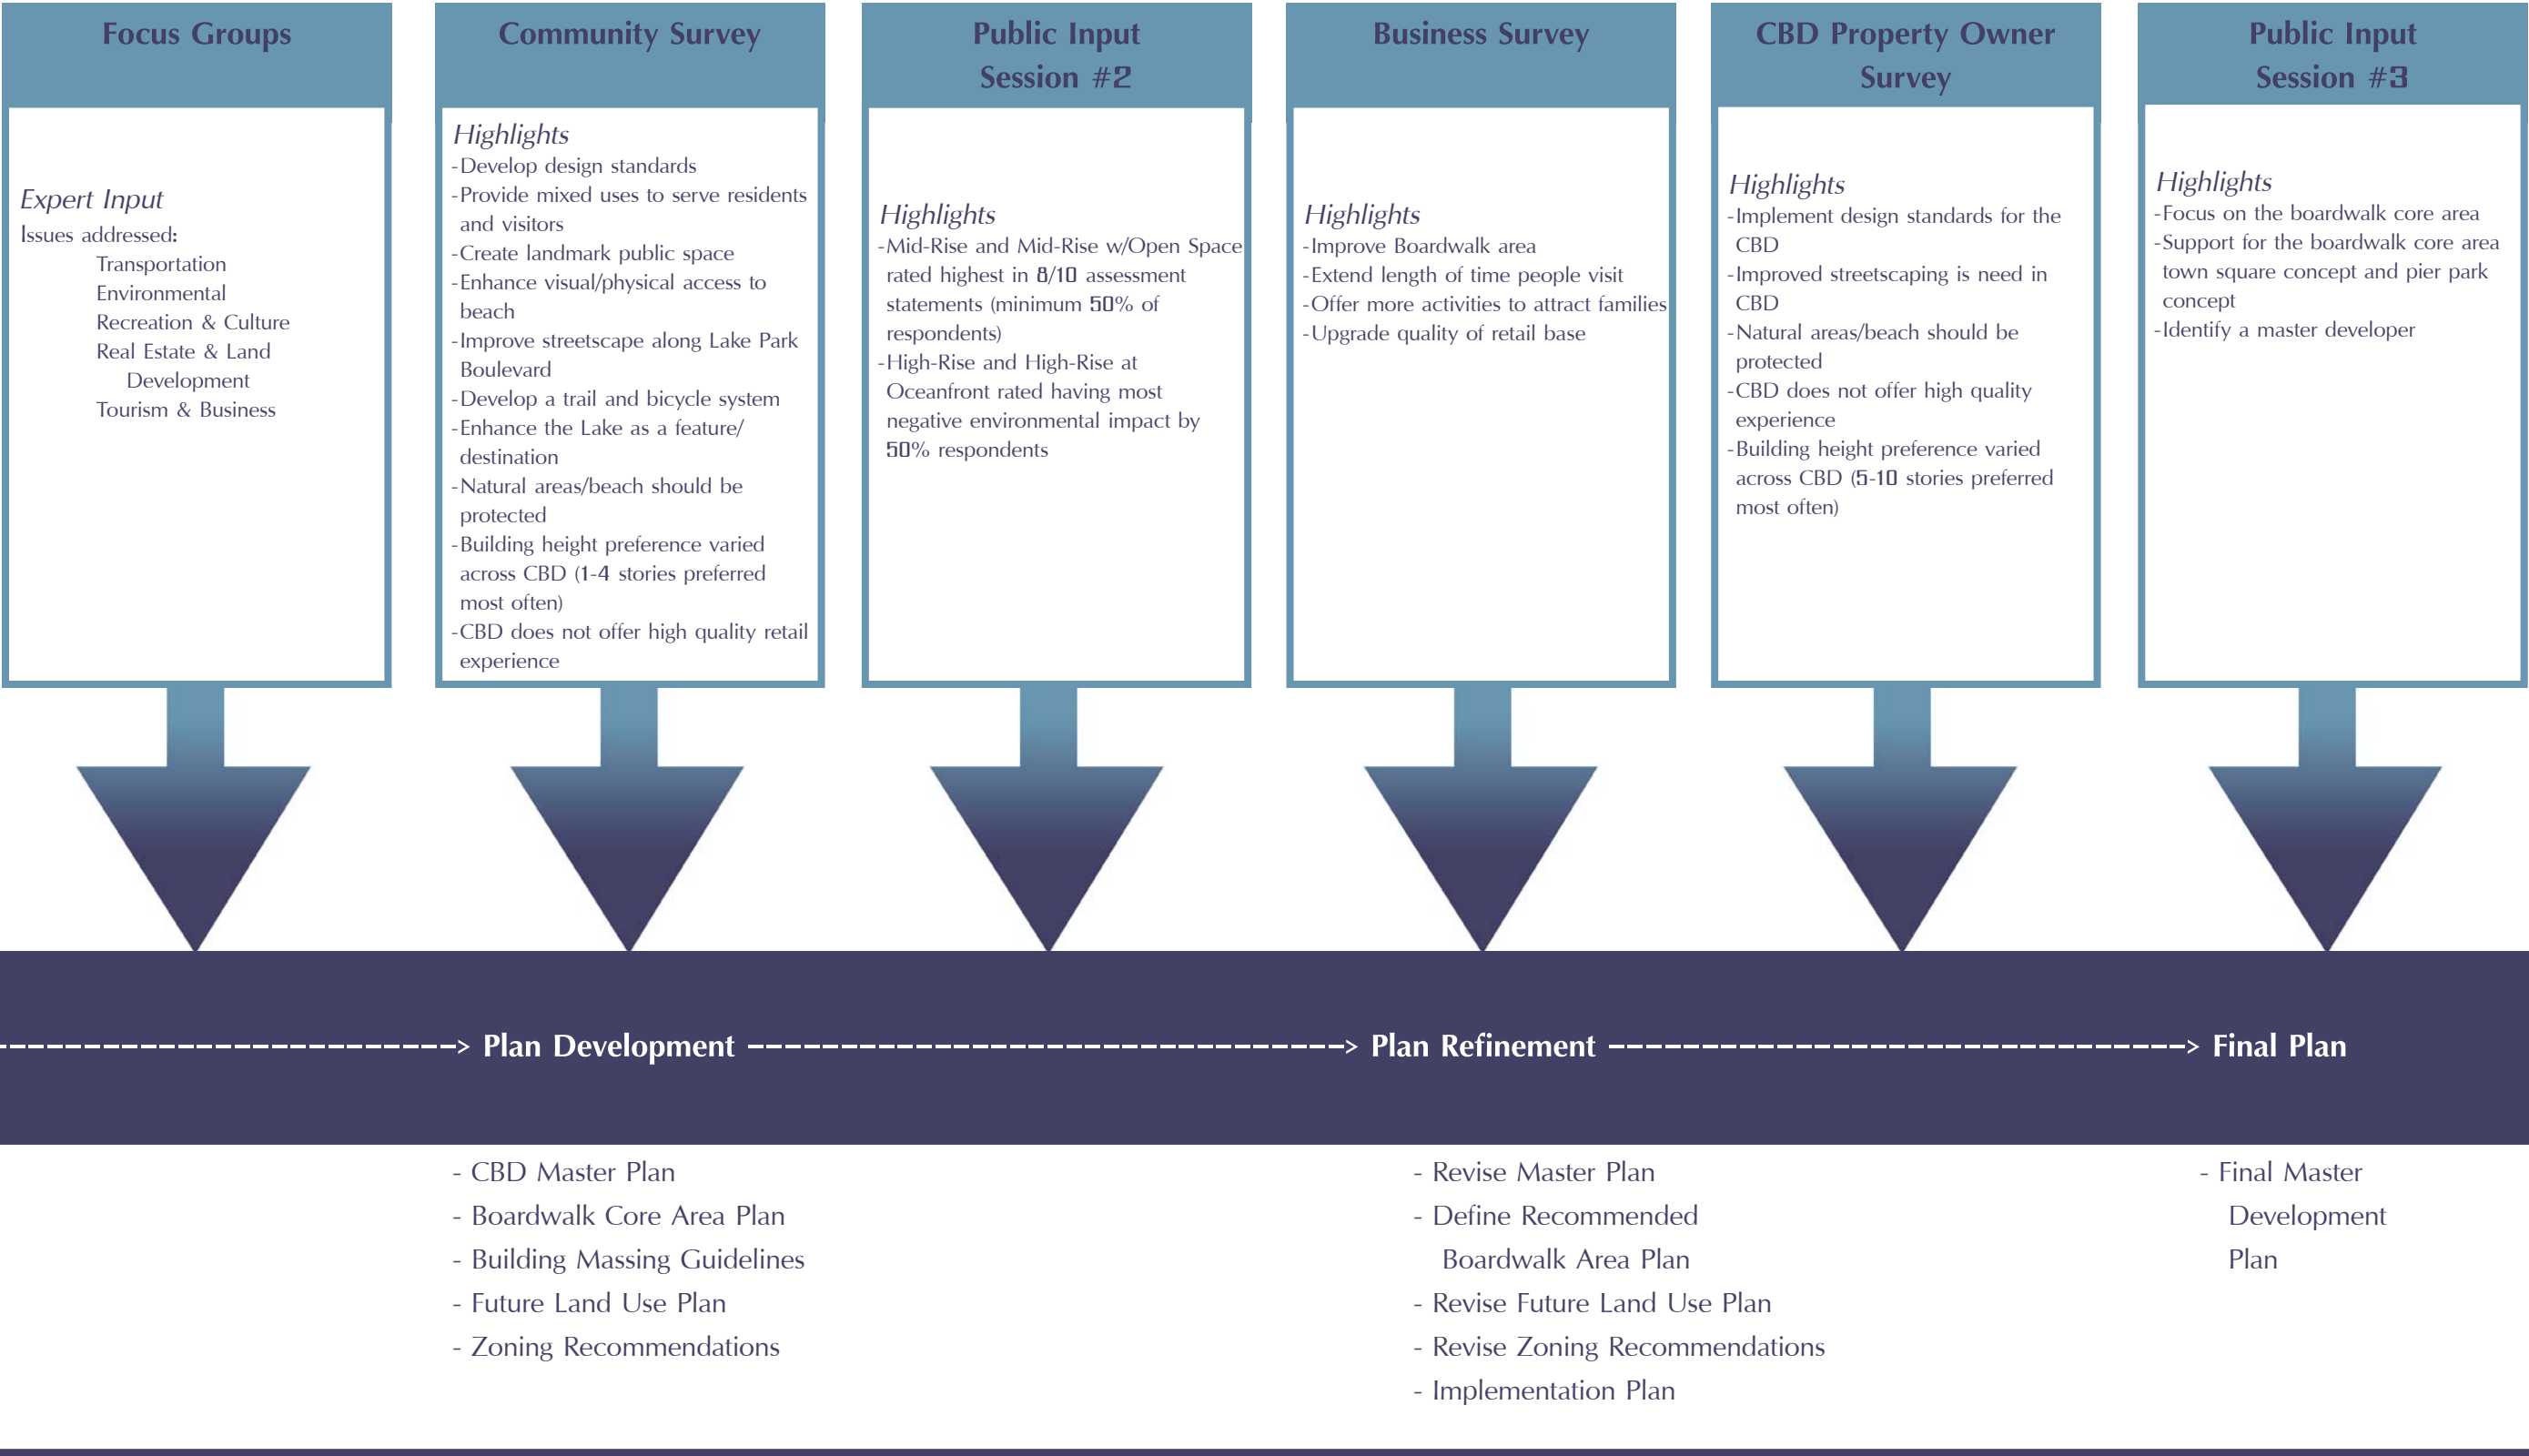 Focus Groups
Expert Input
Issues addressed:
Transportation
Environmental
Recreation & Culture
Real Estate & Land
Development
Tourism & Business
Community Survey
Highlights
-Develop design standards
-Provide mixed uses to serve residents
and visitors
-Create landmark public space
-Enhance visual/physical access to
beach
-Improve streetscape along Lake Park
Boulevard
-Develop a trail and bicycle system
-Enhance the Lake as a feature/
destination
-Natural areas/beach should be
protected
-Building height preference varied
across CBD (1-4 stories preferred
most often)
-CBD does not offer high quality retail
experience
Public Input
Session #2
Highlights
-Mid-Rise and Mid-Rise w/Open Space
rated highest in 8/10 assessment
statements (minimum 50% of
respondents)
-High-Rise and High-Rise at
Oceanfront rated having most
negative environmental impact by
50% respondents
Business Survey
Highlights
-Improve Boardwalk area
-Extend length of time people visit
-Offer more activities to attract families
-Upgrade quality of retail base
CBD Property Owner
Survey
Highlights
-Implement design standards for the
CBD
-Improved streetscaping is need in
CBD
-Natural areas/beach should be
protected
-CBD does not offer high quality
experience
-Building height preference varied
across CBD (5-10 stories preferred
most often)
Public Input
Session #3
Highlights
-Focus on the boardwalk core area
-Support for the boardwalk core area
town square concept and pier park
concept
-Identify a master developer
Plan Development
Plan Refinement
Final Plan
- CBD Master Plan
- Boardwalk Core Area Plan
- Building Massing Guidelines
- Future Land Use Plan
- Zoning Recommendations
- Revise Master Plan
- Define Recommended
Boardwalk Area Plan
- Revise Future Land Use Plan
- Revise Zoning Recommendations
- Implementation Plan
- Final Master
Development
Plan